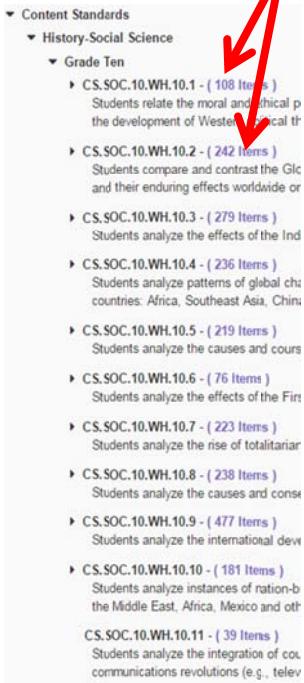 Content Standards
History-Social Science
Grade Ten
CS.SOC.10.WH.10.1 - ( 108 Items )
Students relate the moral and ethical p
the development of Western political th
CS.SOC.10.WH.10.2 - ( 242 Items )
Students compare and contrast the Glo
and their enduring effects worldwide on
CS.SOC.10.WH.10.3 - ( 279 Items )
Students analyze the effects of the Ind
CS.SOC.10.WH.10.4 - ( 236 Items )
Students analyze patterns of global cha
countries: Africa, Southeast Asia, China
CS.SOC.10.WH.10.5 - ( 219 Items )
Students analyze the causes and cours
CS.SOC.10.WH.10.6 - ( 76 Items )
Students analyze the effects of the Firs
CS.SOC.10.WH.10.7 - ( 223 Items )
Students analyze the rise of totalitarian
CS.SOC.10.WH.10.8 - ( 238 Items )
Students analyze the causes and conse
CS.SOC.10.WH.10.9 - ( 477 Items )
Students analyze the international deve
CS.SOC.10.WH.10.10 - ( 181 Items )
Students analyze instances of nation-b
the Middle East, Africa, Mexico and oth
CS.SOC.10.WH.10.11 - ( 39 Items )
Students analyze the integration of cou
communications revolutions (e.g., telev